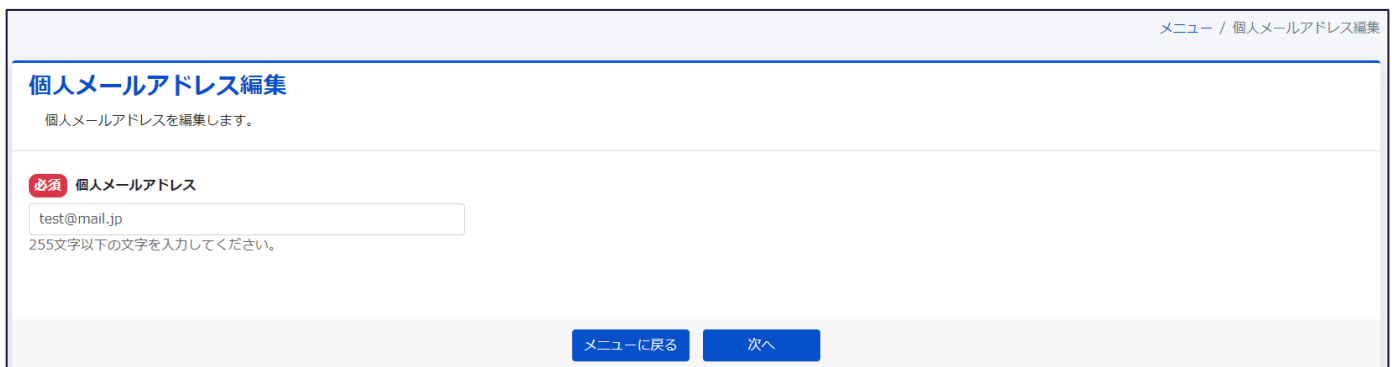 メニュー / 個人メールアドレス編集
個人メールアドレス編集
個人メールアドレスを編集します。
必須 個人メールアドレス
test@mail.jp
255文字以下の文字を入力してください。
メニューに戻る 次へ